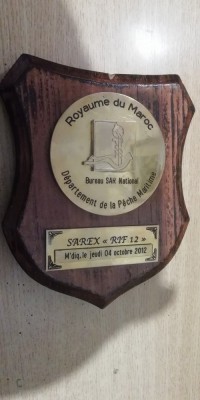 Royaume du Maroc
Bureau SAR National
Département de la Pêche Maritime
SAREX « RIF 12 »
M'diq, le jeudi 04 octobre 2012